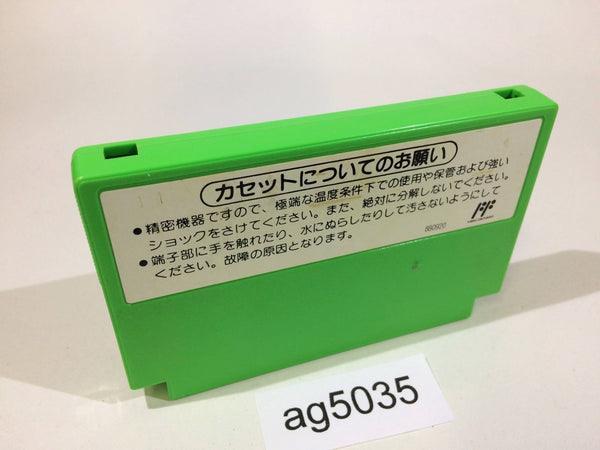 カセットについてのお願い
●精密機器ですので、極端な温度条件下での使用や保管および強い
ショックをさけてください。また、絶対に分解しないでください。
●端子部に手を触れたり、水にぬらしたりして汚さないようにして
ください。故障の原因となります。
880920
ag5035